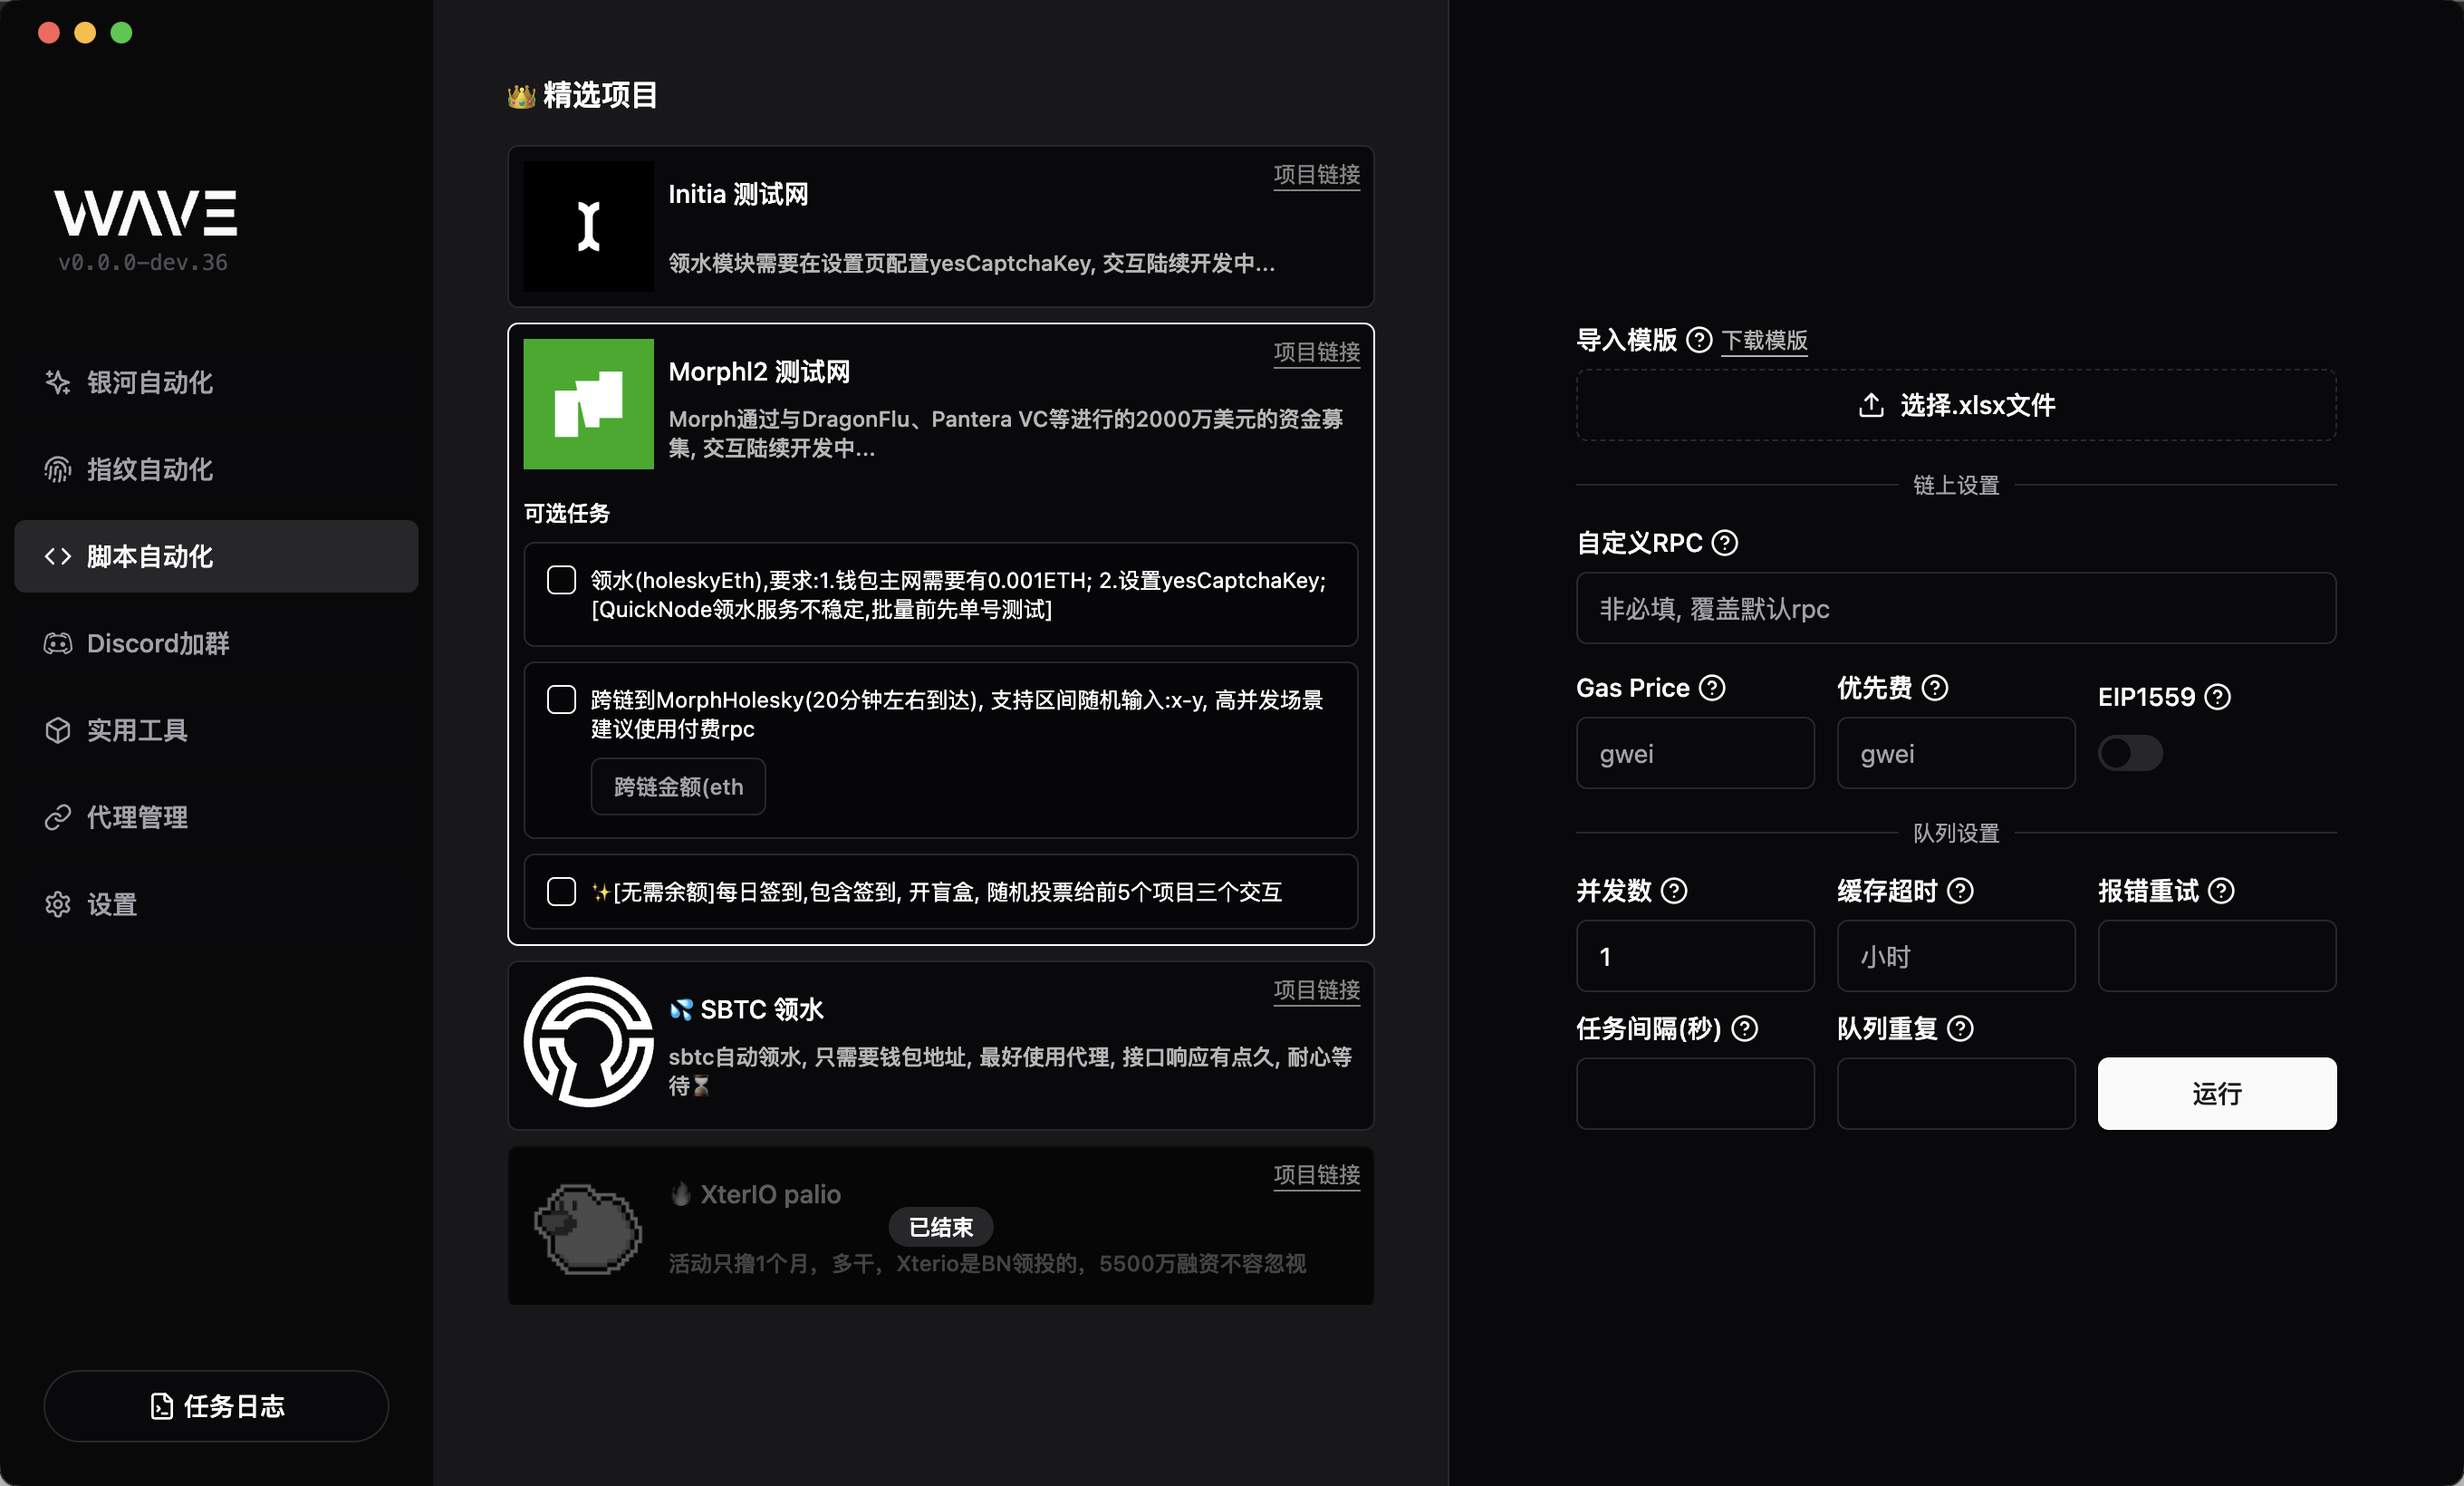 WAVE
v0.0.0-dev.36
银河自动化
指纹自动化
脚本自动化
Discord加群
实用工具
代理管理
设置
任务日志
👑 精选项目
项目链接
Initia 测试网
领水模块需要在设置页配置yesCaptchaKey, 交互陆续开发中...
项目链接
Morphl2 测试网
Morph通过与DragonFlu、Pantera VC等进行的2000万美元的资金募
集, 交互陆续开发中...
可选任务
领水(holeskyEth),要求:1.钱包主网需要有0.001ETH; 2.设置yesCaptchaKey;
[QuickNode领水服务不稳定,批量前先单号测试]
跨链到MorphHolesky(20分钟左右到达), 支持区间随机输入:x-y, 高并发场景
建议使用付费rpc
跨链金额(eth
✨[无需余额]每日签到,包含签到, 开盲盒, 随机投票给前5个项目三个交互
项目链接
💦 SBTC 领水
sbtc自动领水, 只需要钱包地址, 最好使用代理, 接口响应有点久, 耐心等
待⌛
项目链接
🔥 XterIO palio
已结束
活动只撸1个月，多干，Xterio是BN领投的，5500万融资不容忽视
导入模版 下载模版
选择.xlsx文件
链上设置
自定义RPC
非必填, 覆盖默认rpc
Gas Price 优先费 EIP1559
gwei gwei
队列设置
并发数 缓存超时 报错重试
1 小时
任务间隔(秒) 队列重复
运行